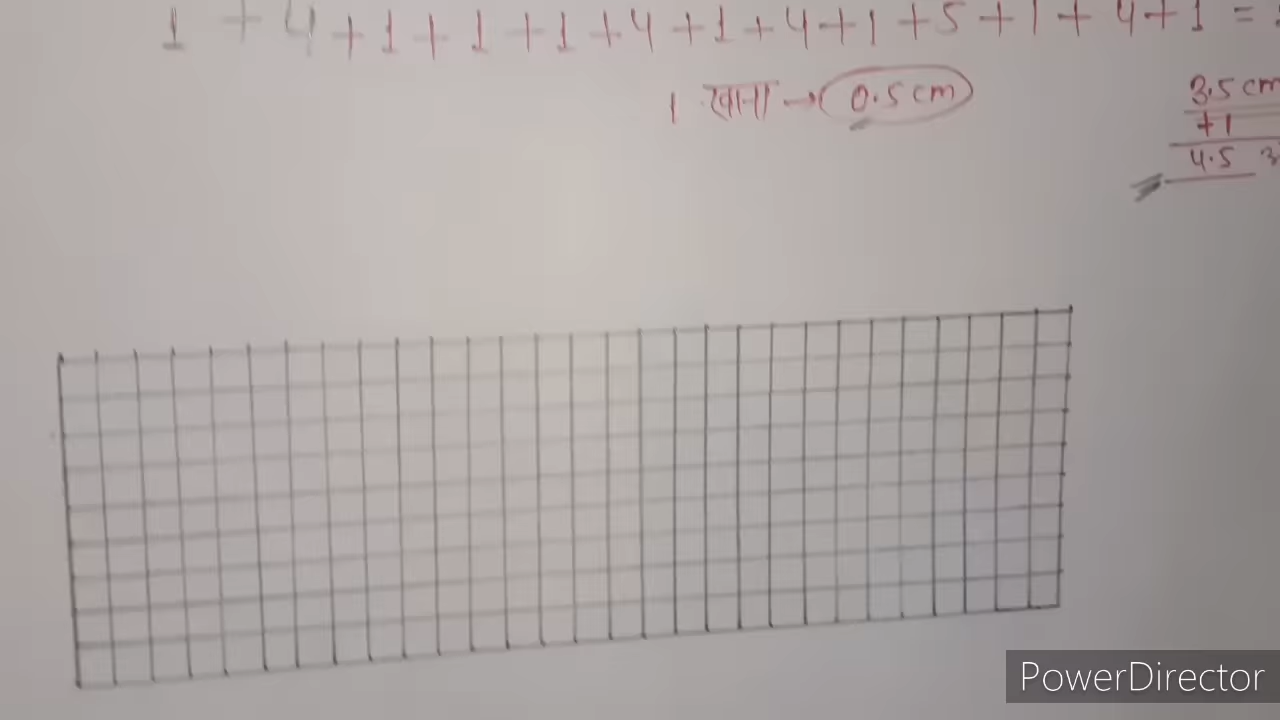 1 + 4 + 1 + 1 + 1 + 4 + 1 + 4 + 1 + 5 + 1 + 4 + 1 =
1 खाना → 0.5 cm
3.5 cm
+1
4.5
PowerDirector